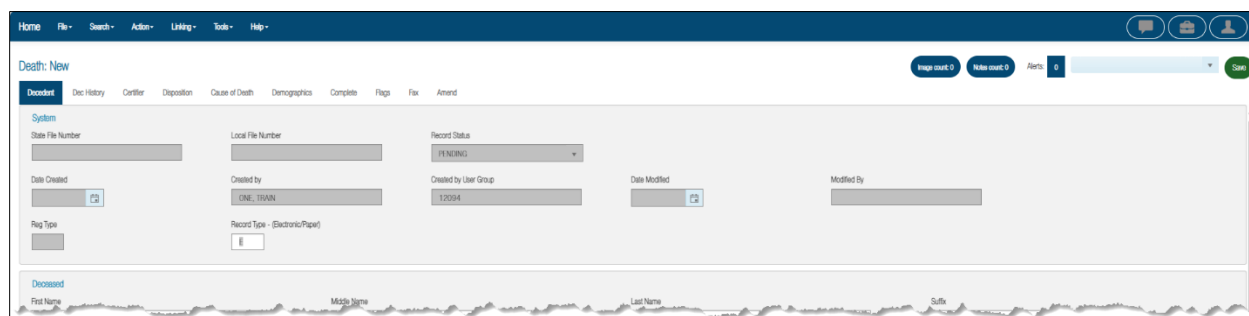 Home File Search Action Linking Tools Help
Death: New
Image count: 0 Notes count: 0 Alerts: 0 Save
Decedent Dec History Certifier Disposition Cause of Death Demographics Complete Flags Fax Amend
System
State File Number Local File Number Record Status
PENDING
Date Created Created by Created by User Group Date Modified Modified By
ONE, TRAIN 12094
Reg Type Record Type - (Electronic/Paper)
Deceased
First Name Middle Name Last Name Suffix